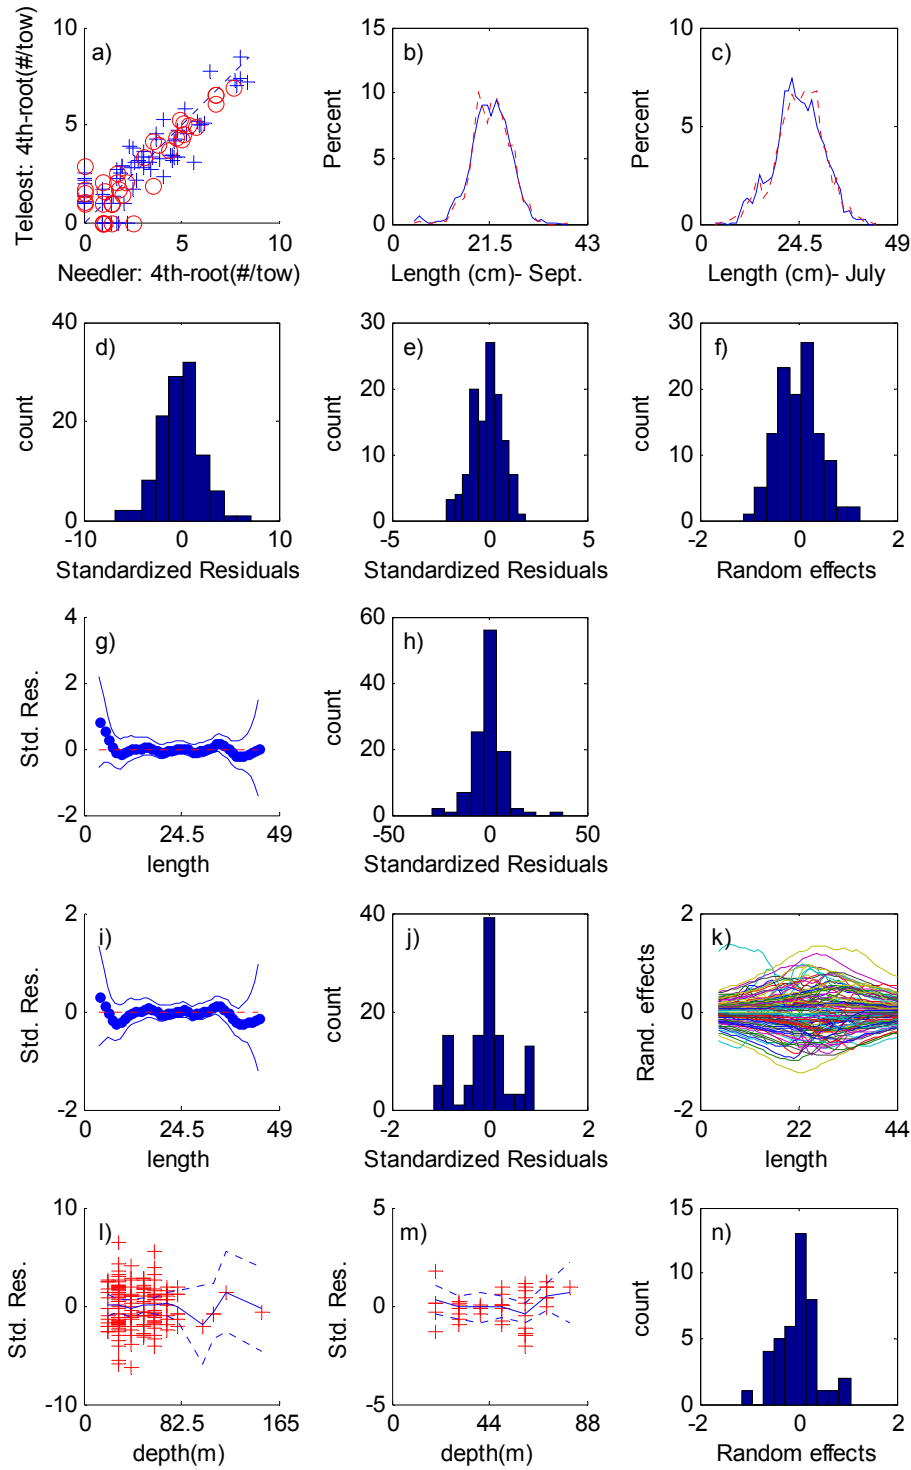 a)
Teleost: 4th-root(#/tow)
10
5
0
0 5 10
Needler: 4th-root(#/tow)
b)
Percent
15
10
5
0
0 21.5 43
Length (cm)- Sept.
c)
Percent
10
5
0
0 24.5 49
Length (cm)- July
d)
count
40
20
0
-10 0 10
Standardized Residuals
e)
count
30
20
10
0
-5 0 5
Standardized Residuals
f)
count
30
20
10
0
-2 0 2
Random effects
g)
Std. Res.
4
2
0
-2
0 24.5 49
length
h)
count
60
40
20
0
-50 0 50
Standardized Residuals
i)
Std. Res.
2
0
-2
0 24.5 49
length
j)
count
40
20
0
-2 0 2
Standardized Residuals
k)
Rand. effects
2
0
-2
0 22 44
length
l)
Std. Res.
10
0
-10
0 82.5 165
depth(m)
m)
Std. Res.
5
0
-5
0 44 88
depth(m)
n)
count
15
10
5
0
-2 0 2
Random effects